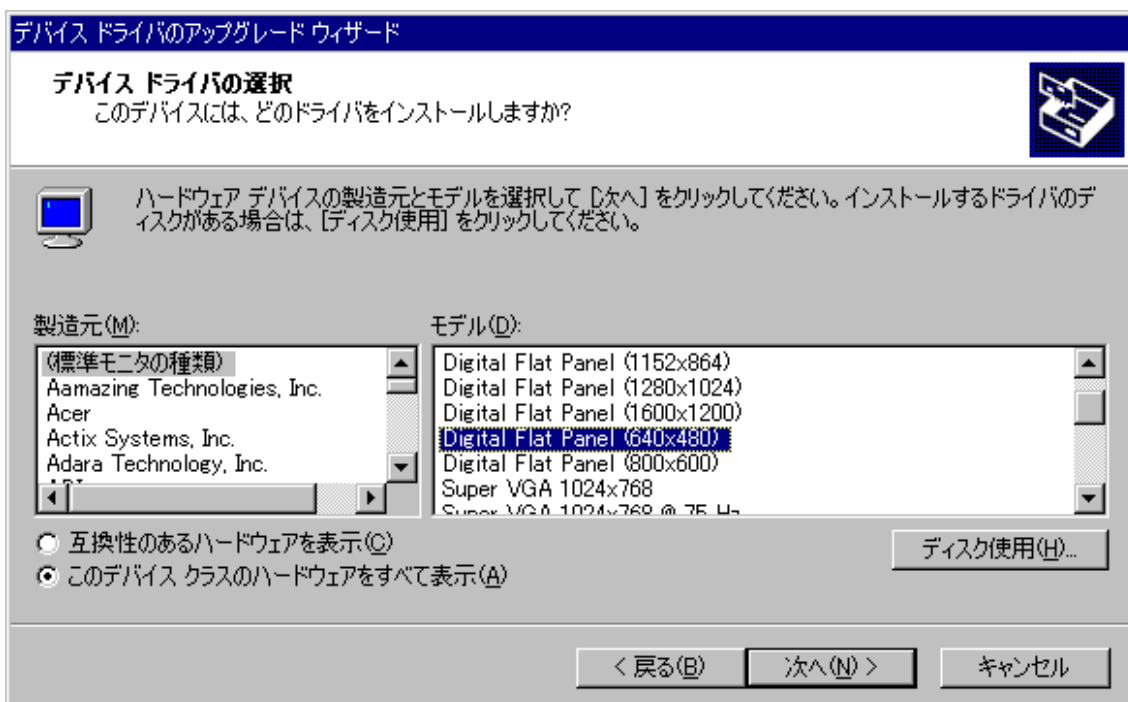 デバイス ドライバのアップグレード ウィザード
デバイス ドライバの選択
このデバイスには、どのドライバをインストールしますか?
ハードウェア デバイスの製造元とモデルを選択して [次へ] をクリックしてください。インストールするドライバのデ
ィスクがある場合は、[ディスク使用] をクリックしてください。
製造元(M):
(標準モニタの種類)
Aamazing Technologies, Inc.
Acer
Actix Systems, Inc.
Adara Technology, Inc.
モデル(D):
Digital Flat Panel (1152x864)
Digital Flat Panel (1280x1024)
Digital Flat Panel (1600x1200)
Digital Flat Panel (640x480)
Digital Flat Panel (800x600)
Super VGA 1024x768
Super VGA 1024x768 @ 75 Hz
互換性のあるハードウェアを表示(C)
このデバイス クラスのハードウェアをすべて表示(A)
ディスク使用(H)...
< 戻る(B)
次へ(N) >
キャンセル